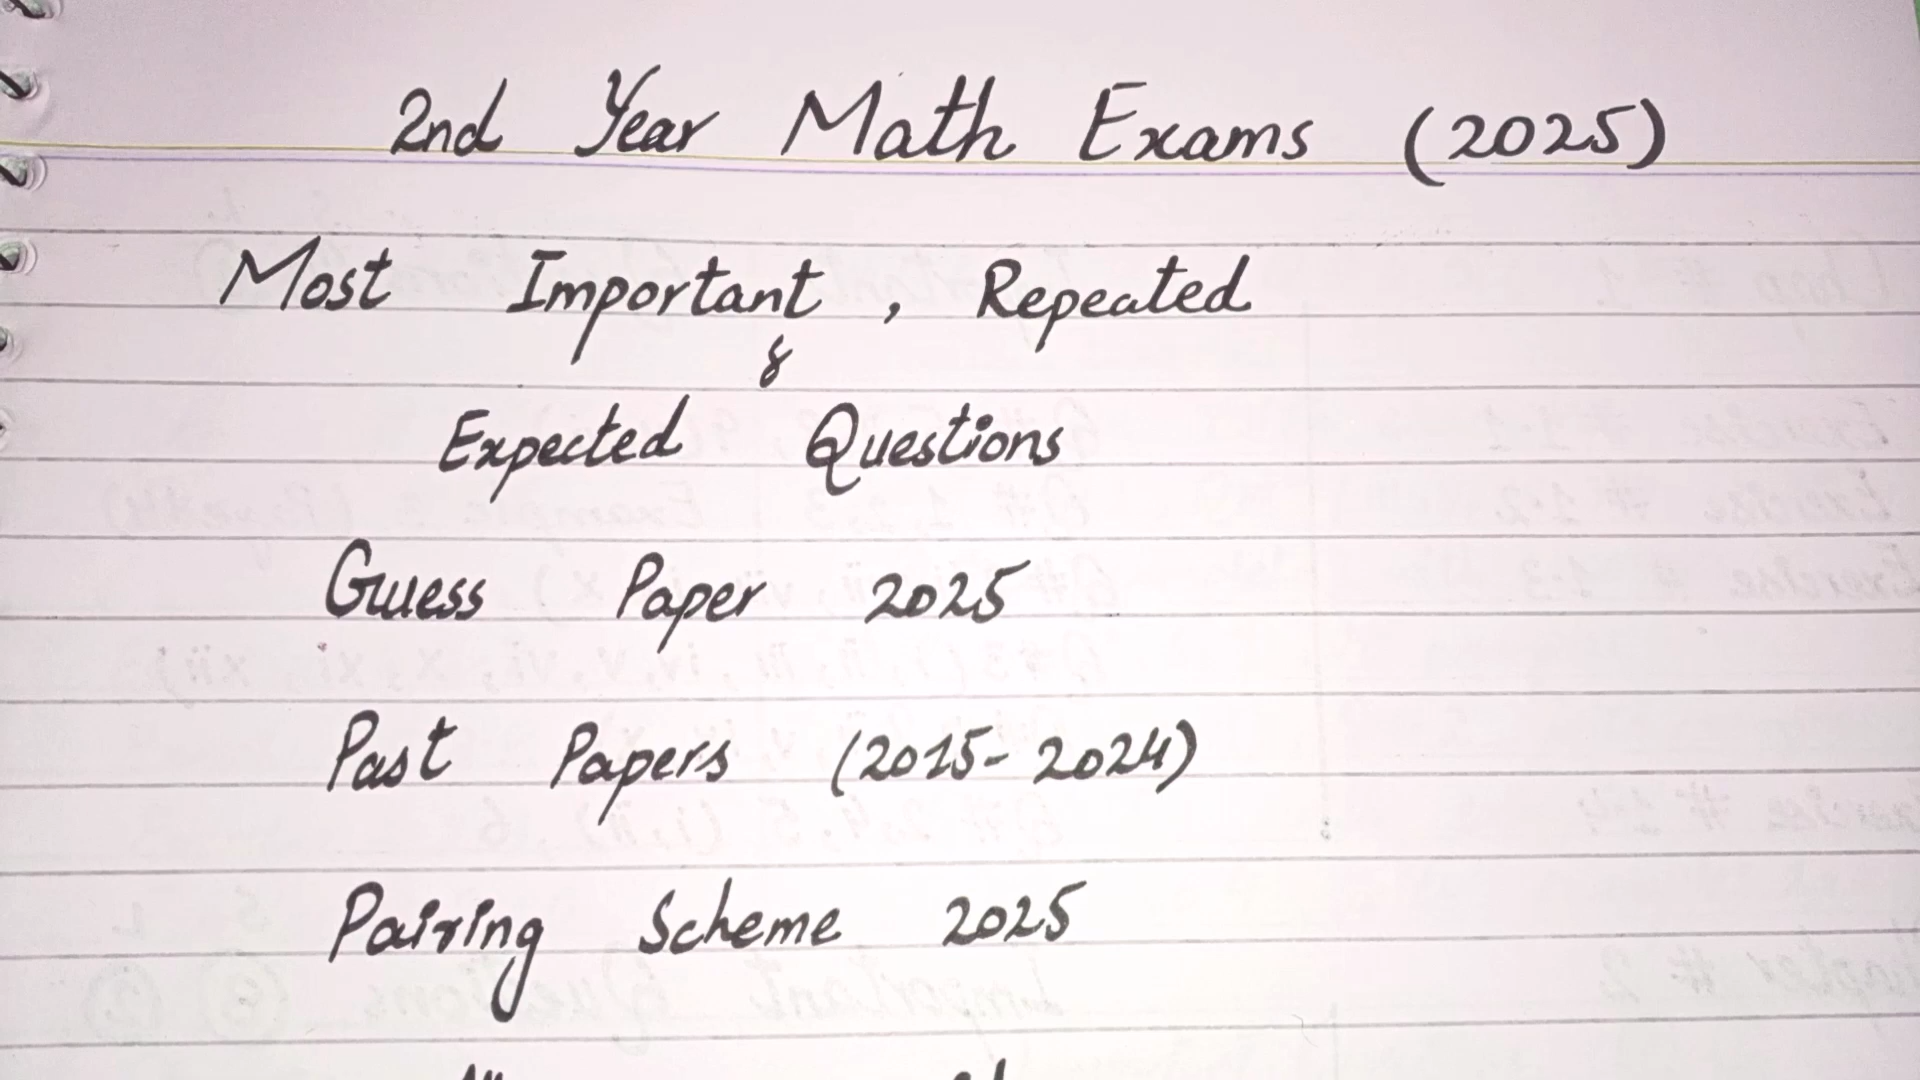 2nd Year Math Exams (2025)
Most Important, Repeated
&
Expected Questions
Guess Paper 2025
Past Papers (2015-2024)
Pairing Scheme 2025